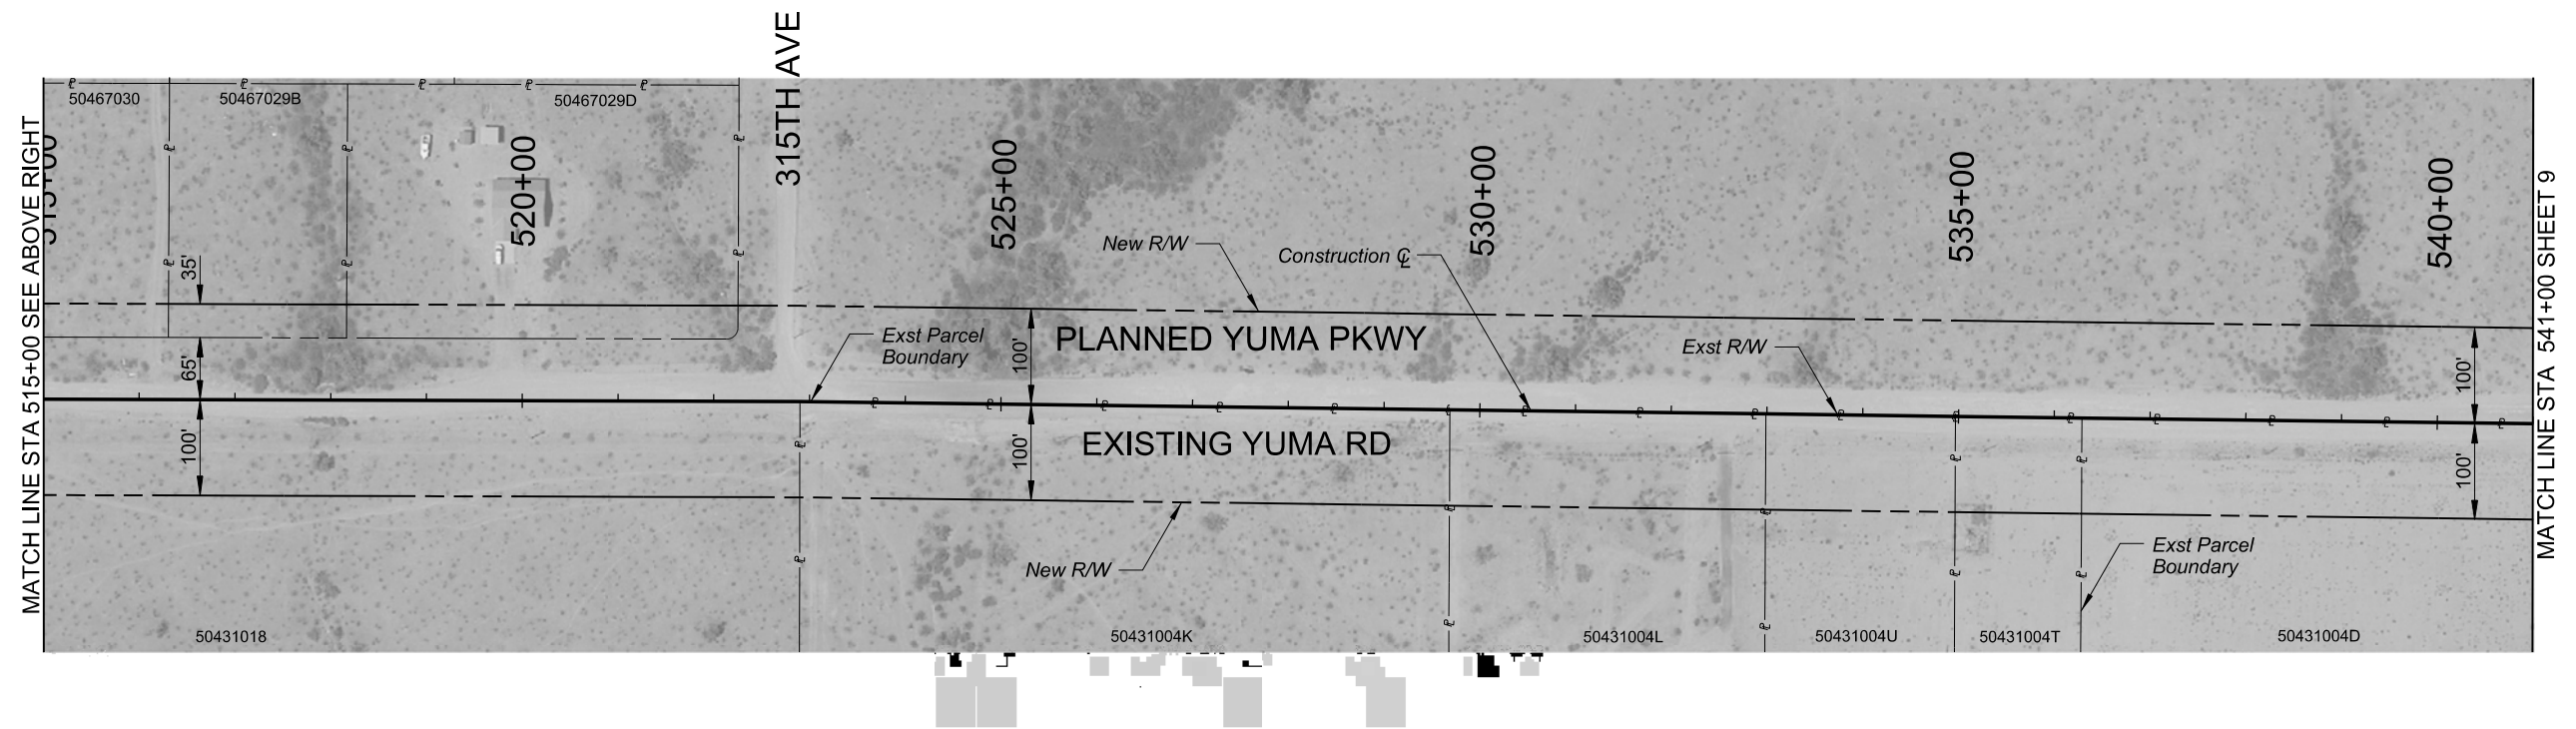 315TH AVE
50467030
50467029B
50467029D
MATCH LINE STA 515+00 SEE ABOVE RIGHT
515+00
520+00
525+00
530+00
535+00
540+00
MATCH LINE STA 541+00 SHEET 9
New R/W
Construction ℄
35'
65'
100'
Exst Parcel
Boundary
100'
PLANNED YUMA PKWY
Exst R/W
100'
100'
EXISTING YUMA RD
100'
New R/W
Exst Parcel
Boundary
50431018
50431004K
50431004L
50431004U
50431004T
50431004D